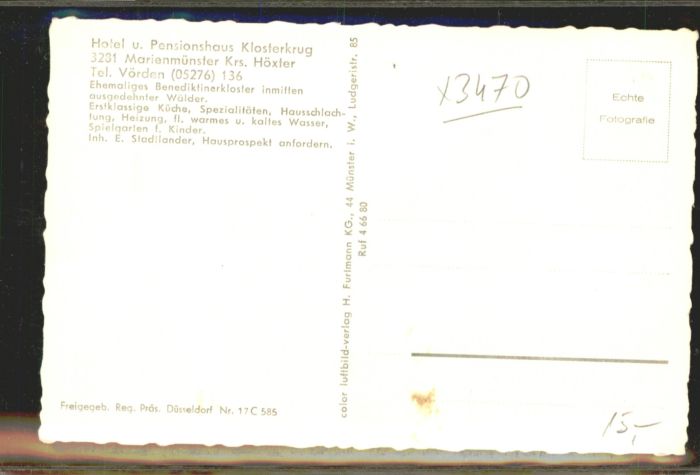 Hotel u. Pensionshaus Klosterkrug
3281 Marienmünster Krs. Höxter
Tel. Vörden (05276) 136
Ehemaliges Benediktinerkloster inmitten
ausgedehnter Wälder.
Erstklassige Küche, Spezialitäten, Hausschlach-
tung, Heizung, fl. warmes u. kaltes Wasser,
Spielgarten f. Kinder.
Inh. E. Stadtlander, Hausprospekt anfordern.
Freigegeb. Reg. Präs. Düsseldorf Nr. 17 C 585
color luftbild-verlag H. Furlmann KG., 44 Münster i. W., Ludgeristr. 85
Ruf 4 66 80
x3470
Echte
Fotografie
15,-